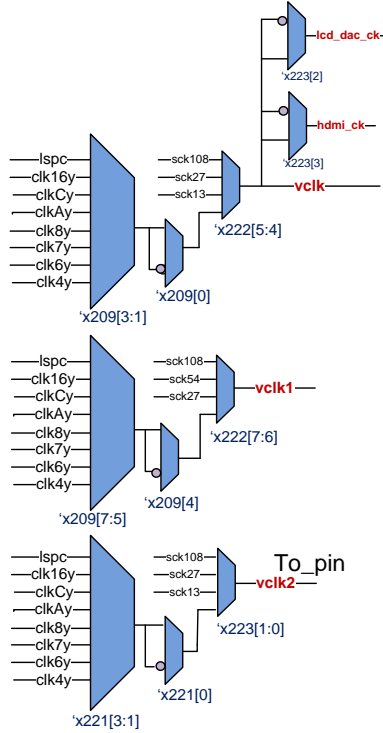 lcd_dac_ck
'x223[2]
hdmi_ck
'x223[3]
lspc
clk16y
clkCy
clkAy
clk8y
clk7y
clk6y
clk4y
sck108
sck27
sck13
vclk
'x222[5:4]
'x209[0]
'x209[3:1]
lspc
clk16y
clkCy
clkAy
clk8y
clk7y
clk6y
clk4y
sck108
sck54
sck27
vclk1
'x222[7:6]
'x209[4]
'x209[7:5]
lspc
clk16y
clkCy
clkAy
clk8y
clk7y
clk6y
clk4y
sck108
sck27
sck13
To_pin
vclk2
'x223[1:0]
'x221[0]
'x221[3:1]